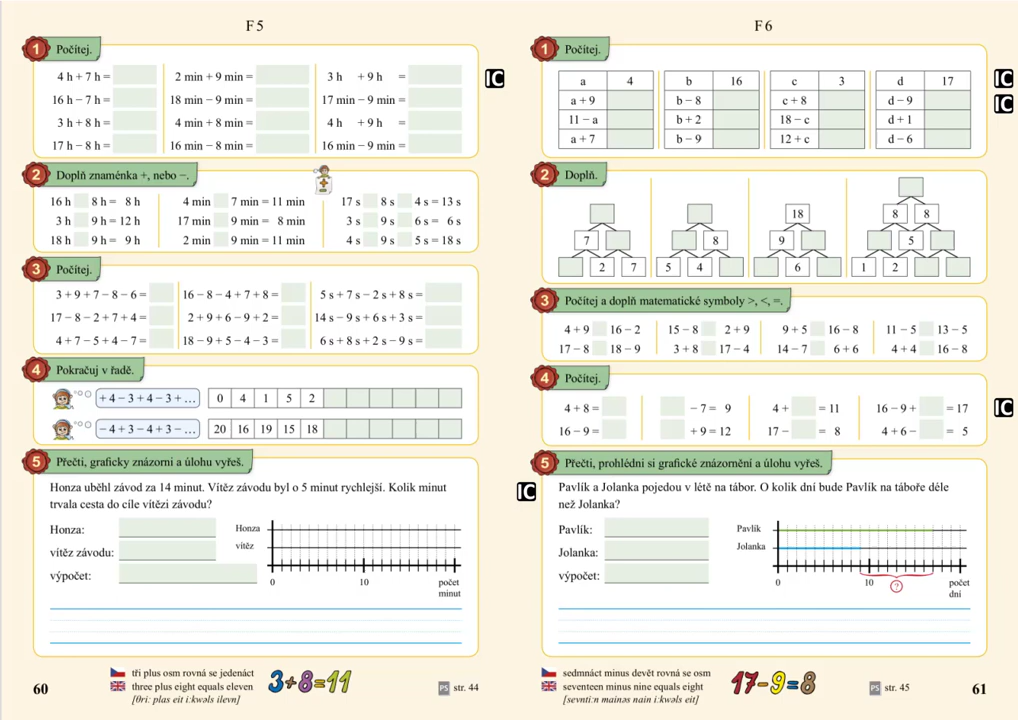 F 5
1 Počítej.
4 h + 7 h =
2 min + 9 min =
3 h + 9 h =
16 h − 7 h =
18 min − 9 min =
17 min − 9 min =
3 h + 8 h =
4 min + 8 min =
4 h + 9 h =
17 h − 8 h =
16 min − 8 min =
16 min − 9 min =
IC
2 Doplň znaménka +, nebo −.
16 h 8 h = 8 h
4 min 7 min = 11 min
17 s 8 s 4 s = 13 s
3 h 9 h = 12 h
17 min 9 min = 8 min
3 s 9 s 6 s = 6 s
18 h 9 h = 9 h
2 min 9 min = 11 min
4 s 9 s 5 s = 18 s
3 Počítej.
3 + 9 + 7 − 8 − 6 =
16 − 8 − 4 + 7 + 8 =
5 s + 7 s − 2 s + 8 s =
17 − 8 − 2 + 7 + 4 =
2 + 9 + 6 − 9 + 2 =
14 s − 9 s + 6 s + 3 s =
4 + 7 − 5 + 4 − 7 =
18 − 9 + 5 − 4 − 3 =
6 s + 8 s + 2 s − 9 s =
4 Pokračuj v řadě.
+ 4 − 3 + 4 − 3 + …
0 4 1 5 2
− 4 + 3 − 4 + 3 − …
20 16 19 15 18
5 Přečti, graficky znázorni a úlohu vyřeš.
Honza uběhl závod za 14 minut. Vítěz závodu byl o 5 minut rychlejší. Kolik minut
trvala cesta do cíle vítězi závodu?
Honza:
vítěz závodu:
výpočet:
Honza
vítěz
0 10 počet
minut
60
tři plus osm rovná se jedenáct
three plus eight equals eleven
[θri: plas eit i:kwəls ilevn]
3+8=11
PS str. 44
F 6
1 Počítej.
a 4
b 16
c 3
d 17
a + 9
b − 8
c + 8
d − 9
11 − a
b + 2
18 − c
d + 1
a + 7
b − 9
12 + c
d − 6
IC
IC
2 Doplň.
7
2 7
8
5 4
18
9
6
8 8
5
1 2
3 Počítej a doplň matematické symboly >, <, =.
4 + 9 16 − 2
15 − 8 2 + 9
9 + 5 16 − 8
11 − 5 13 − 5
17 − 8 18 − 9
3 + 8 17 − 4
14 − 7 6 + 6
4 + 4 16 − 8
4 Počítej.
4 + 8 =
− 7 = 9
4 + = 11
16 − 9 + = 17
16 − 9 =
+ 9 = 12
17 − = 8
4 + 6 − = 5
IC
5 Přečti, prohlédni si grafické znázornění a úlohu vyřeš.
IC
Pavlík a Jolanka pojedou v létě na tábor. O kolik dní bude Pavlík na táboře déle
než Jolanka?
Pavlík:
Jolanka:
výpočet:
Pavlík
Jolanka
0 10 počet
dní
?
sedmnáct minus devět rovná se osm
seventeen minus nine equals eight
[sevnti:n mainəs nain i:kwəls eit]
17-9=8
PS str. 45
61